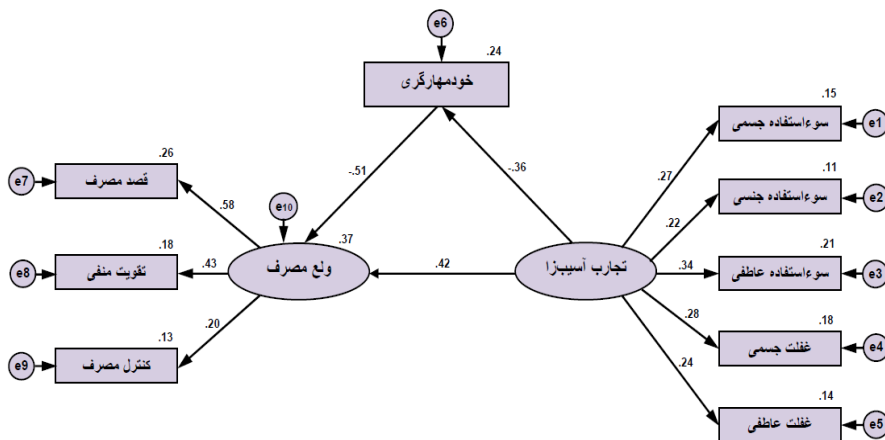 e6
.24
خودمهارگری
.15
سوءاستفاده جسمی
e1
-.51
-.36
.27
.26
قصد مصرف
e7
.11
سوءاستفاده جنسی
e2
.58
e10
.22
.37
.18
تقویت منفی
e8
.43
ولع مصرف
.42
تجارب آسیب‌زا
.34
.21
سوءاستفاده عاطفی
e3
.20
.28
.13
کنترل مصرف
e9
.18
غفلت جسمی
e4
.24
.14
غفلت عاطفی
e5